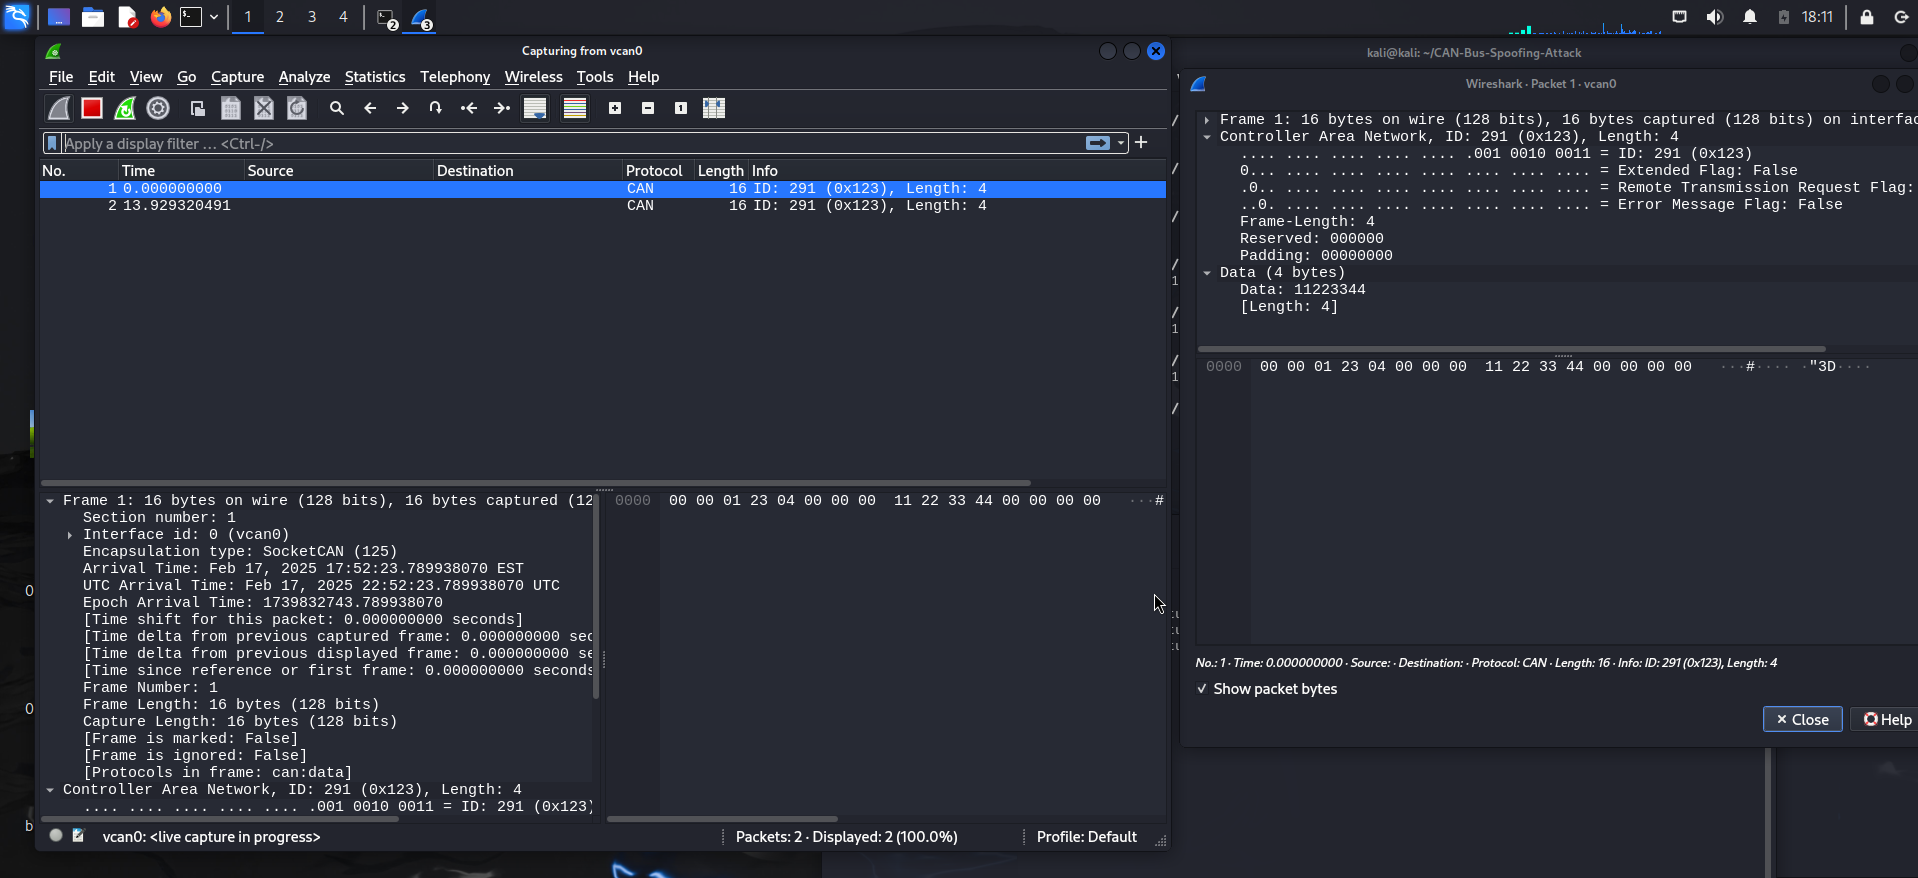 1 2 3 4 2 3 18:11
Capturing from vcan0
File Edit View Go Capture Analyze Statistics Telephony Wireless Tools Help
Apply a display filter … <Ctrl-/>
No. Time Source Destination Protocol Length Info
1 0.000000000 CAN 16 ID: 291 (0x123), Length: 4
2 13.929320491 CAN 16 ID: 291 (0x123), Length: 4
Frame 1: 16 bytes on wire (128 bits), 16 bytes captured (12
Section number: 1
Interface id: 0 (vcan0)
Encapsulation type: SocketCAN (125)
Arrival Time: Feb 17, 2025 17:52:23.789938070 EST
UTC Arrival Time: Feb 17, 2025 22:52:23.789938070 UTC
Epoch Arrival Time: 1739832743.789938070
[Time shift for this packet: 0.000000000 seconds]
[Time delta from previous captured frame: 0.000000000 sec
[Time delta from previous displayed frame: 0.000000000 se
[Time since reference or first frame: 0.000000000 seconds
Frame Number: 1
Frame Length: 16 bytes (128 bits)
Capture Length: 16 bytes (128 bits)
[Frame is marked: False]
[Frame is ignored: False]
[Protocols in frame: can:data]
Controller Area Network, ID: 291 (0x123), Length: 4
.... .... .... .... .... .001 0010 0011 = ID: 291 (0x123)
0000 00 00 01 23 04 00 00 00 11 22 33 44 00 00 00 00 ···#
vcan0: <live capture in progress>
Packets: 2 · Displayed: 2 (100.0%)
Profile: Default
kali@kali: ~/CAN-Bus-Spoofing-Attack
Wireshark · Packet 1 · vcan0
Frame 1: 16 bytes on wire (128 bits), 16 bytes captured (128 bits) on interfac
Controller Area Network, ID: 291 (0x123), Length: 4
.... .... .... .... .... .001 0010 0011 = ID: 291 (0x123)
0... .... .... .... .... .... .... .... = Extended Flag: False
.0.. .... .... .... .... .... .... .... = Remote Transmission Request Flag:
..0. .... .... .... .... .... .... .... = Error Message Flag: False
Frame-Length: 4
Reserved: 000000
Padding: 00000000
Data (4 bytes)
Data: 11223344
[Length: 4]
0000 00 00 01 23 04 00 00 00 11 22 33 44 00 00 00 00 ···#···· ·"3D····
No.: 1 · Time: 0.000000000 · Source: · Destination: · Protocol: CAN · Length: 16 · Info: ID: 291 (0x123), Length: 4
Show packet bytes
Close Help